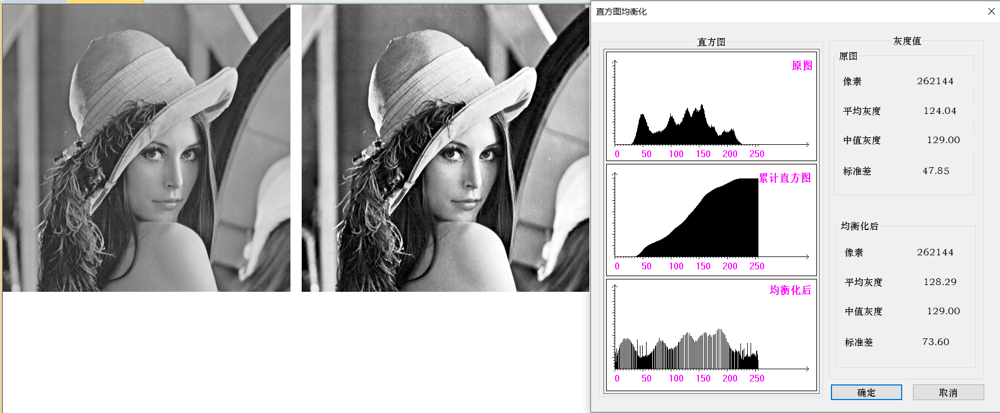 直方图均衡化
直方图
原图
0 50 100 150 200 250
累计直方图
0 50 100 150 200 250
均衡化后
0 50 100 150 200 250
灰度值
原图
像素 262144
平均灰度 124.04
中值灰度 129.00
标准差 47.85
均衡化后
像素 262144
平均灰度 128.29
中值灰度 129.00
标准差 73.60
确定 取消